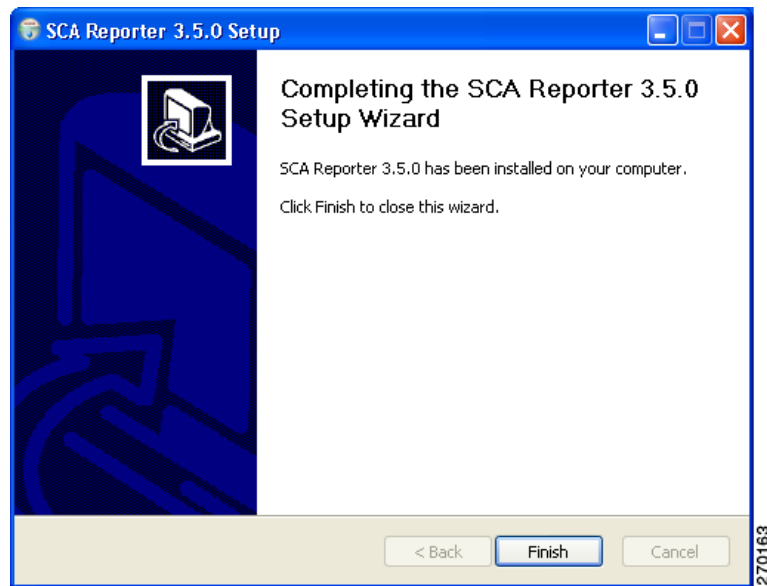 SCA Reporter 3.5.0 Setup
Completing the SCA Reporter 3.5.0
Setup Wizard
SCA Reporter 3.5.0 has been installed on your computer.
Click Finish to close this wizard.
< Back
Finish
Cancel
270163